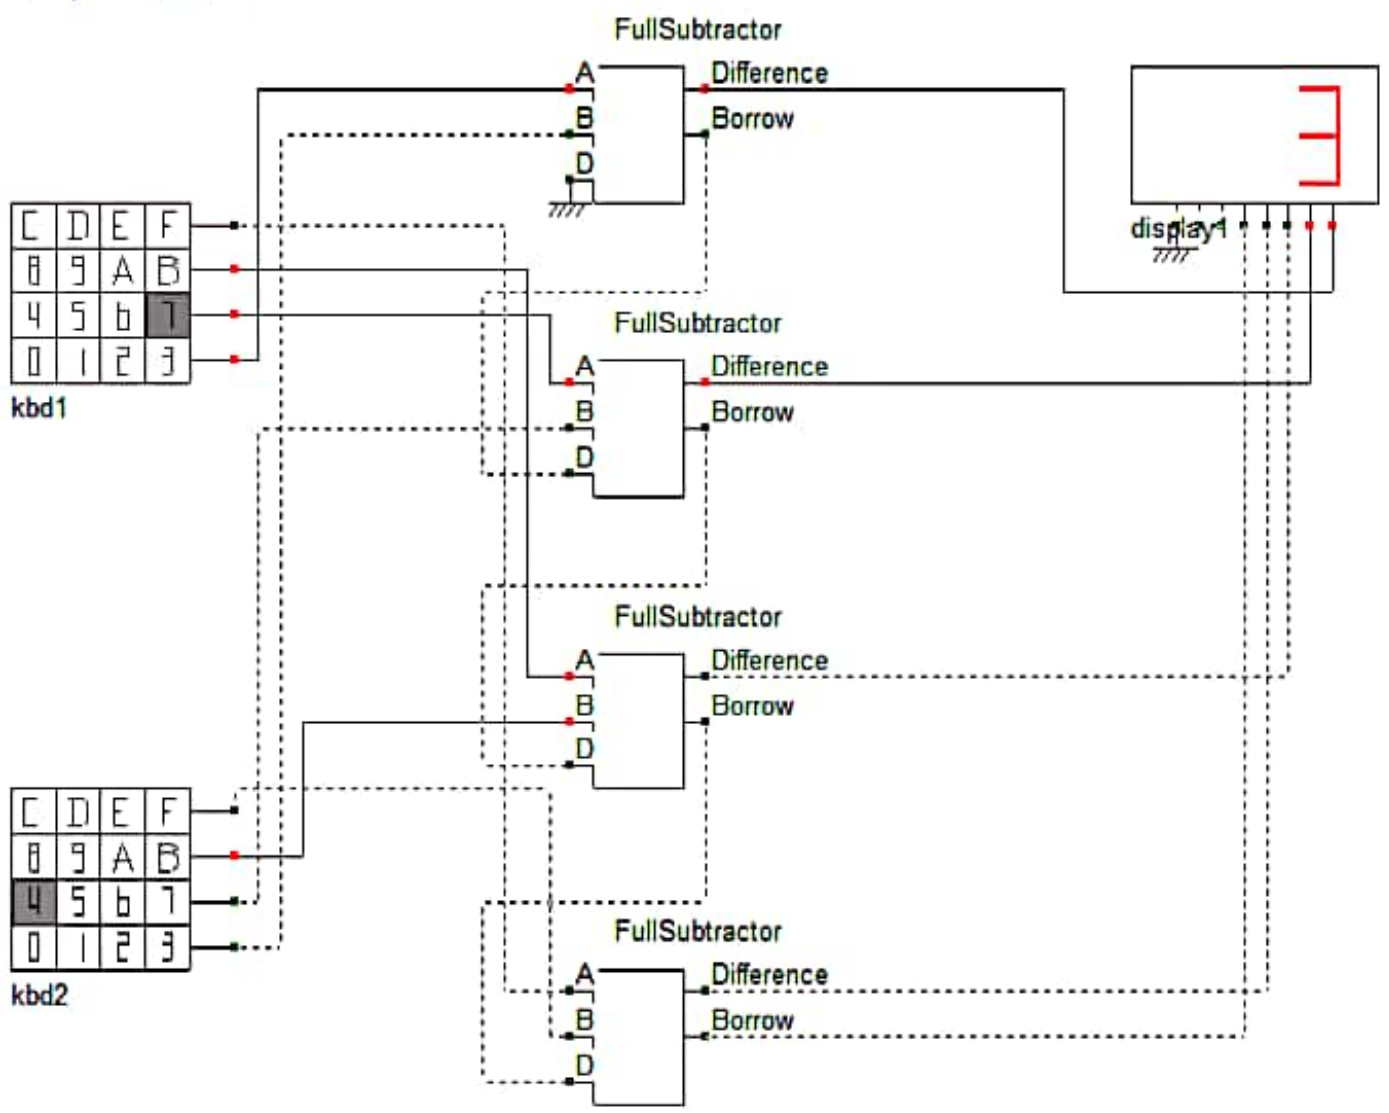 FullSubtractor
A
Difference
B
Borrow
D
C D E F
8 9 A B
4 5 6 7
0 1 2 3
kbd1
3
display1
FullSubtractor
A
Difference
B
Borrow
D
FullSubtractor
A
Difference
B
Borrow
D
C D E F
8 9 A B
4 5 6 7
0 1 2 3
kbd2
FullSubtractor
A
Difference
B
Borrow
D